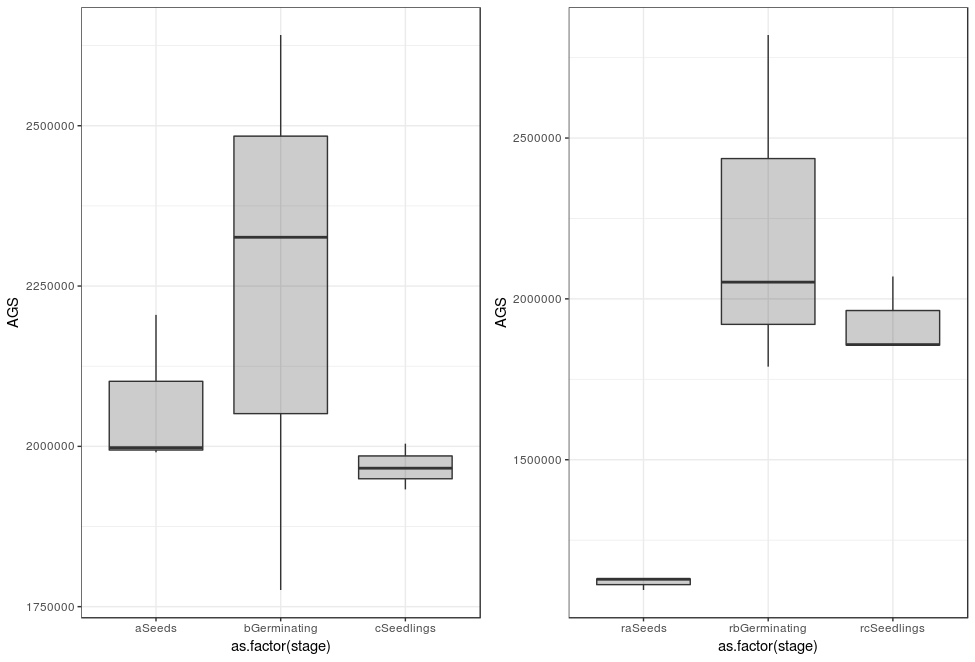 AGS
2500000
2250000
2000000
1750000
aSeeds bGerminating cSeedlings
as.factor(stage)
AGS
2500000
2000000
1500000
raSeeds rbGerminating rcSeedlings
as.factor(stage)